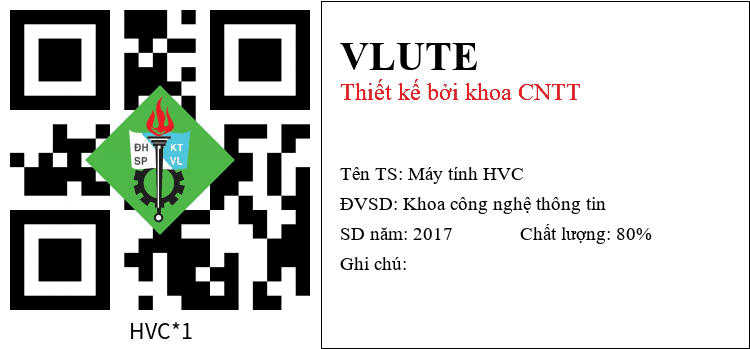 ĐH KT
SP VL
HVC*1
VLUTE
Thiết kế bởi khoa CNTT
Tên TS: Máy tính HVC
ĐVSD: Khoa công nghệ thông tin
SD năm: 2017 Chất lượng: 80%
Ghi chú: